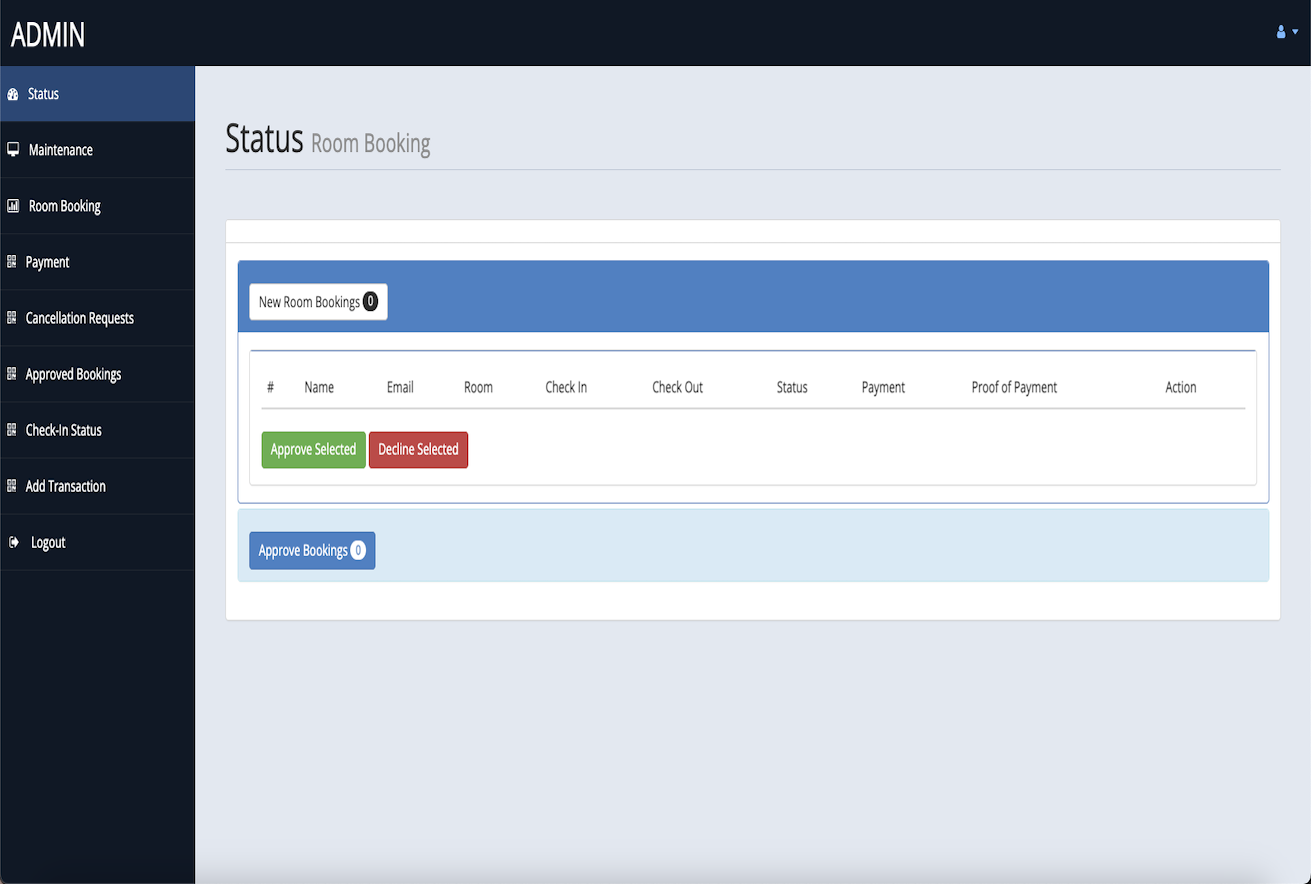 ADMIN
Status
Maintenance
Room Booking
Payment
Cancellation Requests
Approved Bookings
Check-In Status
Add Transaction
Logout
Status Room Booking
New Room Bookings 0
# Name Email Room Check In Check Out Status Payment Proof of Payment Action
Approve Selected Decline Selected
Approve Bookings 0